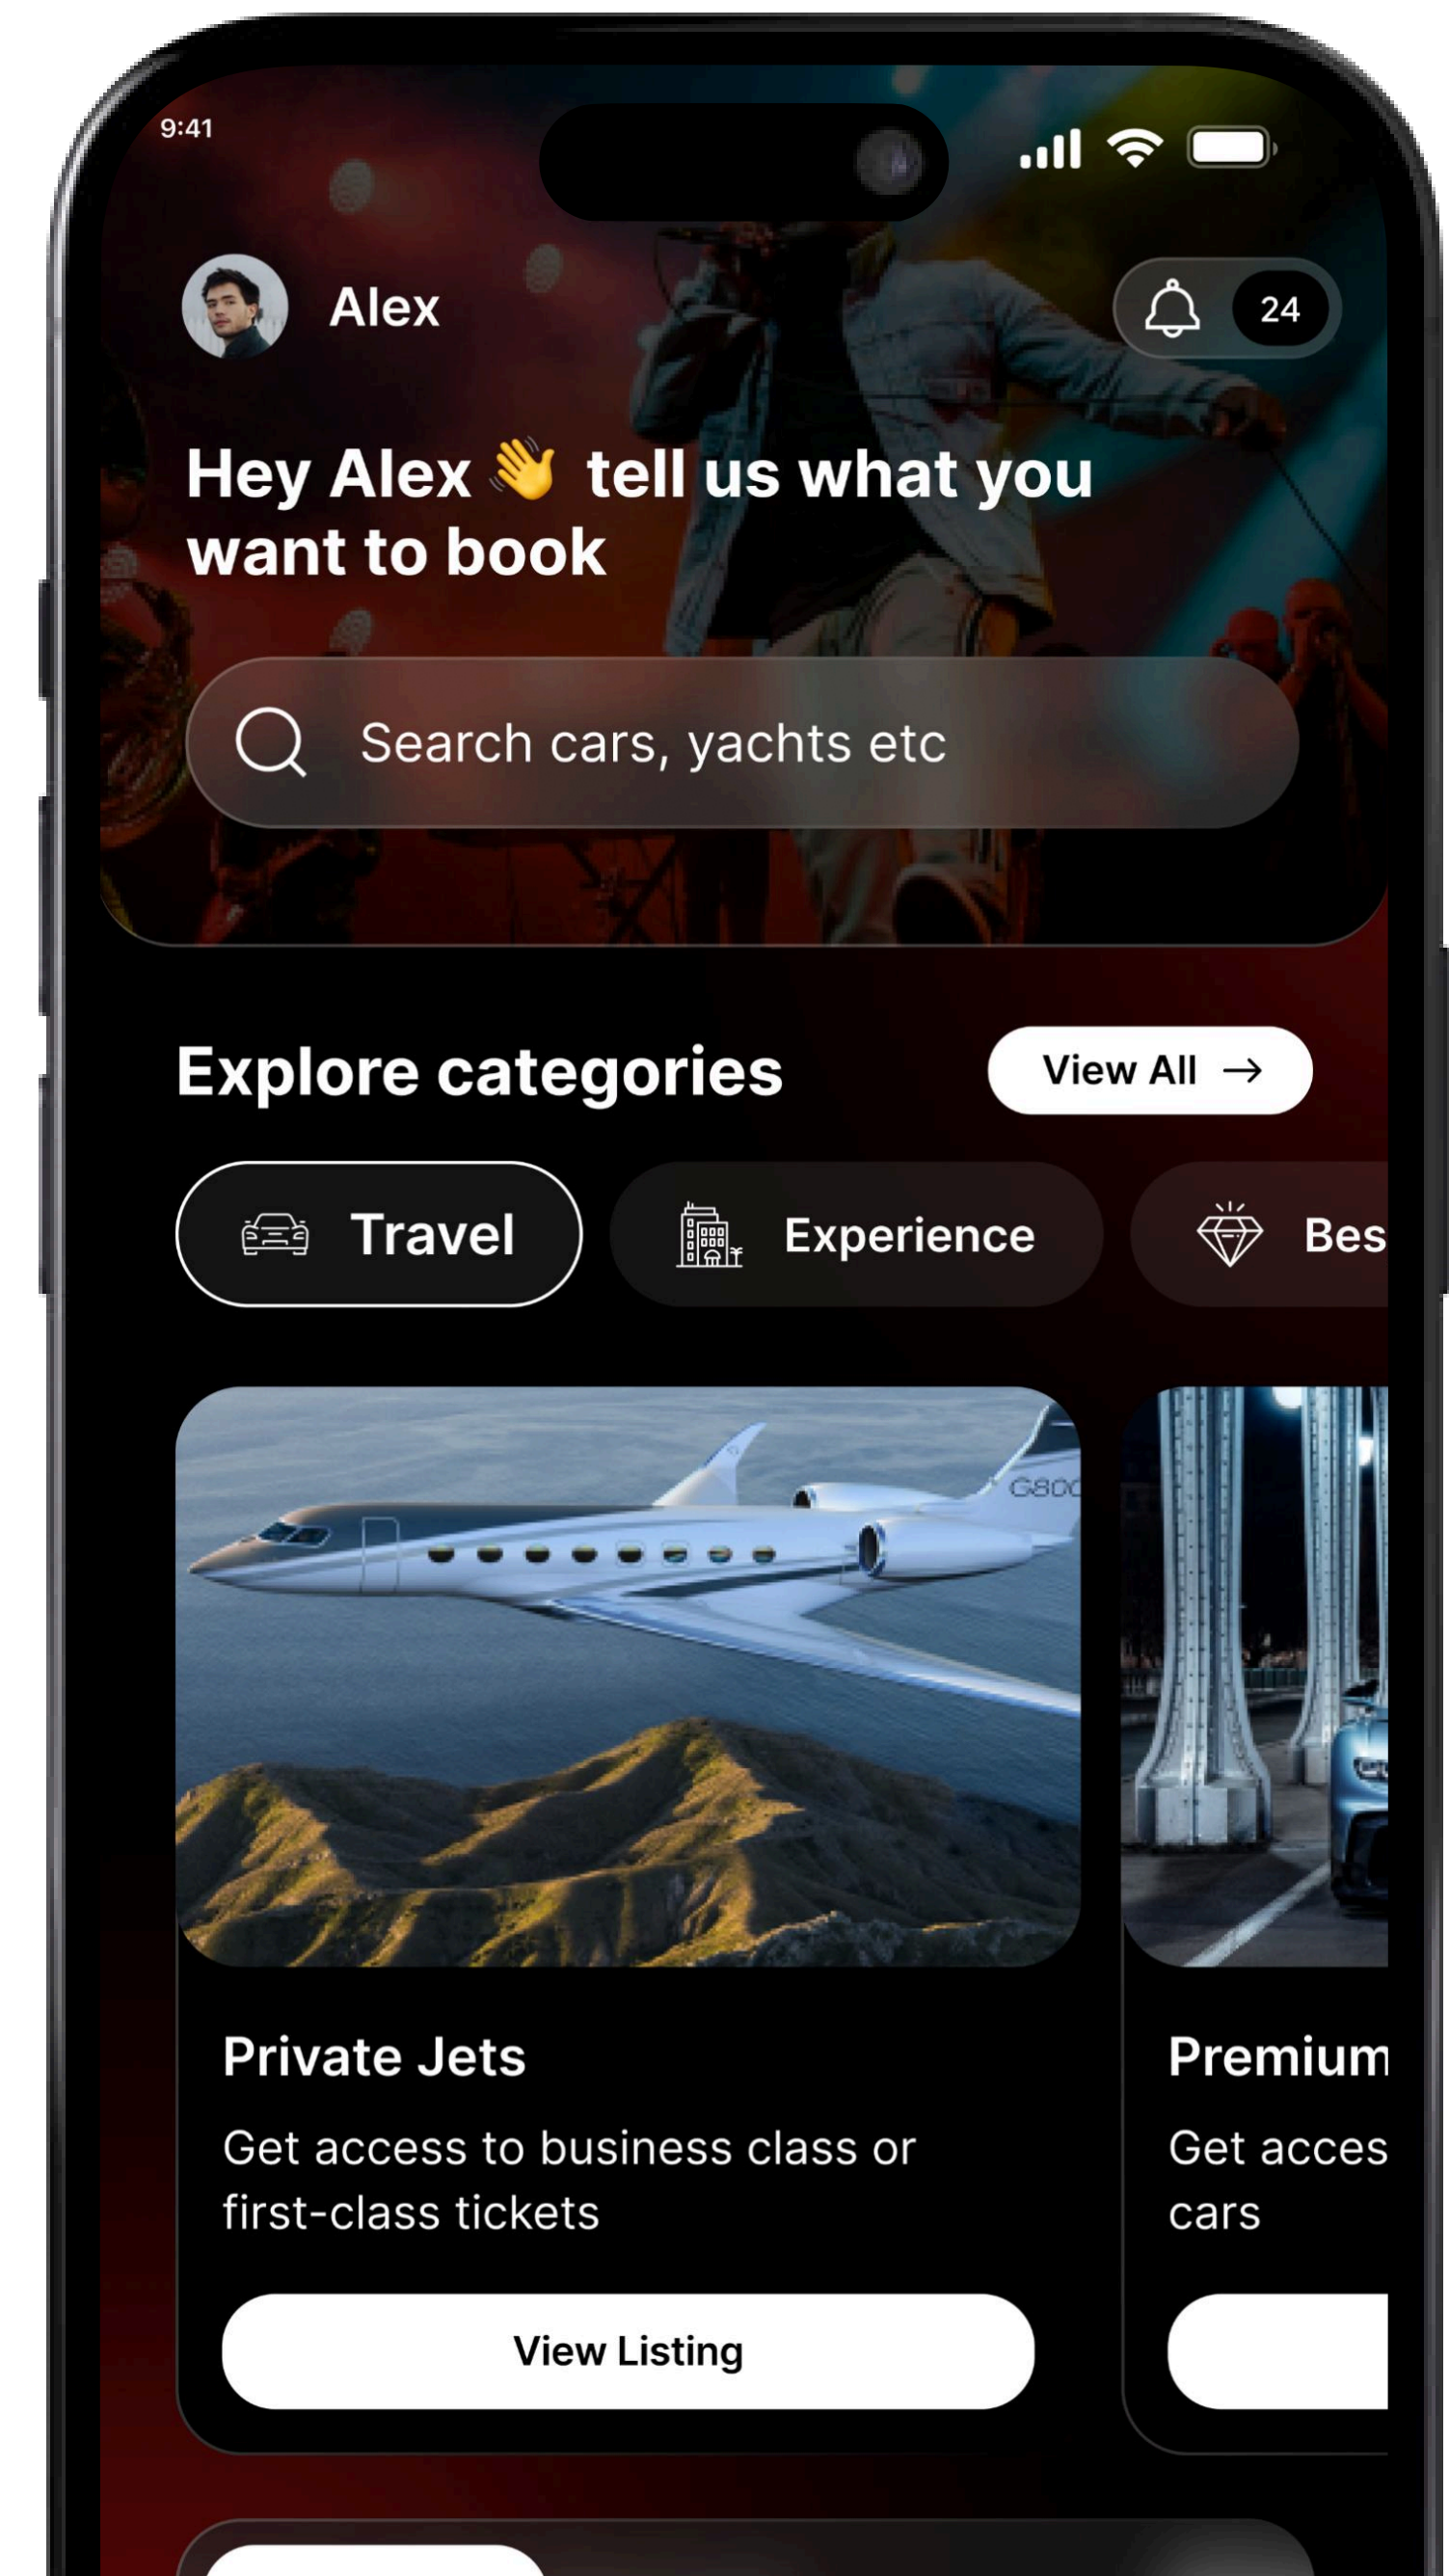 9:41
Alex
24
Hey Alex 👋 tell us what you
want to book
Search cars, yachts etc
Explore categories
View All →
Travel
Experience
Bes
G800
Private Jets
Premium
Get access to business class or
first-class tickets
Get acces
cars
View Listing